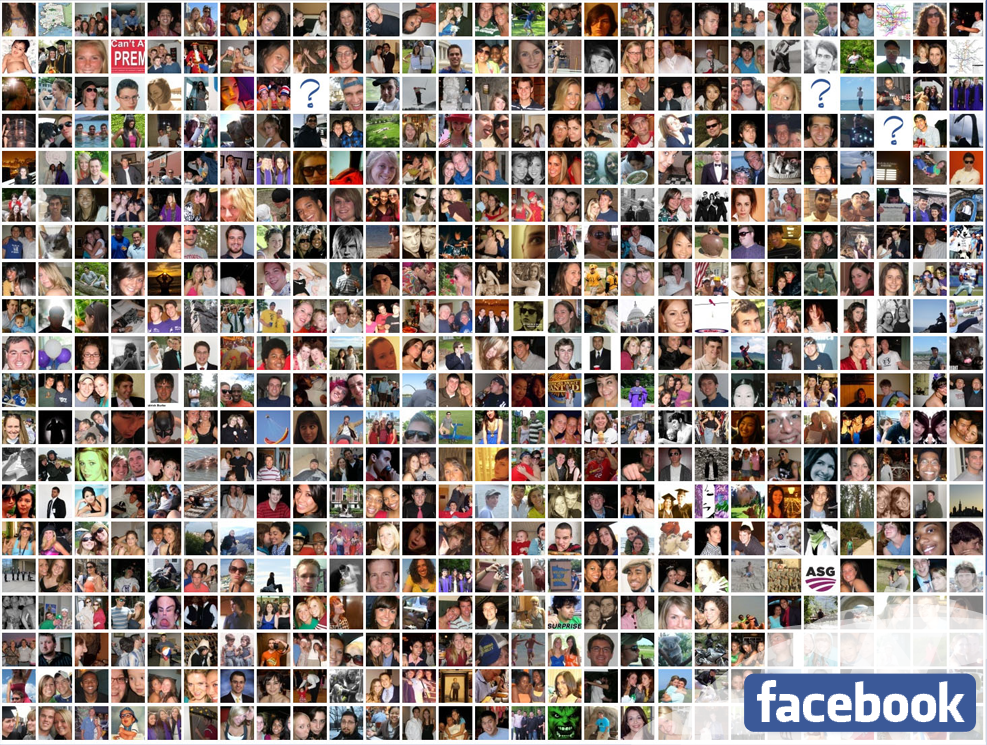 Can't A
PREM
?
?
?
ASG
SURPRISE
facebook